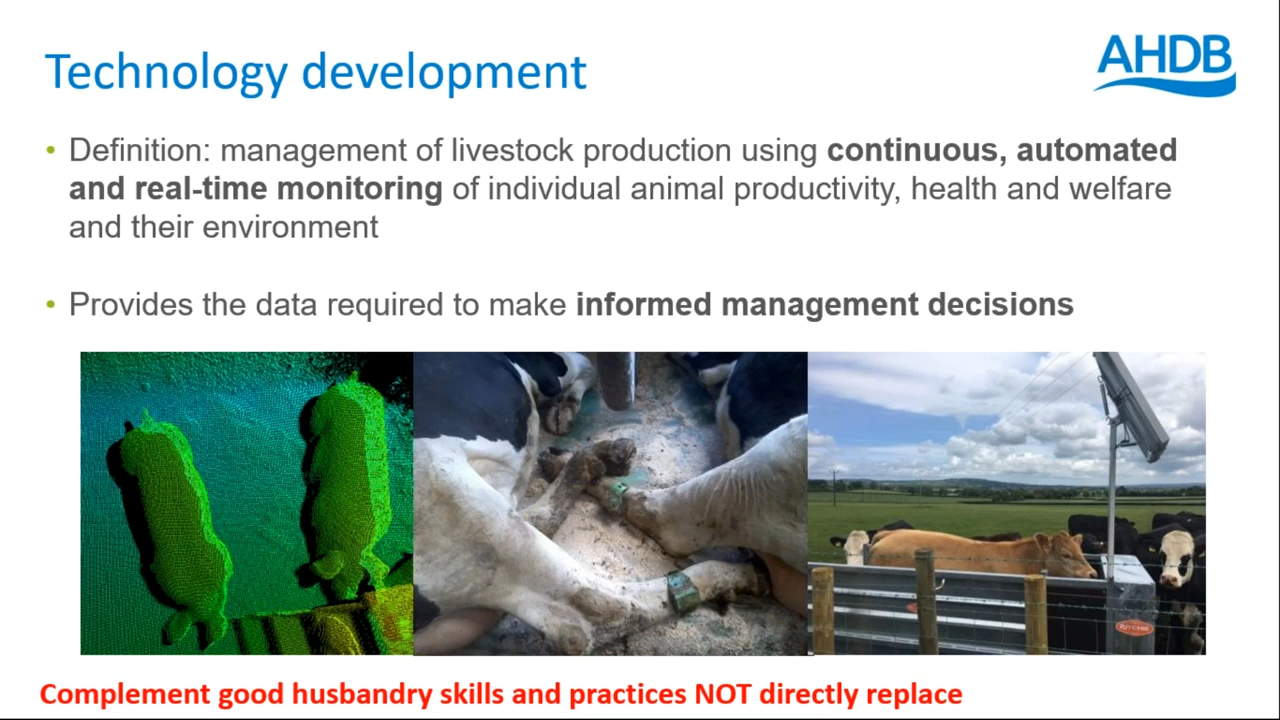 Technology development
AHDB
• Definition: management of livestock production using continuous, automated
and real-time monitoring of individual animal productivity, health and welfare
and their environment
• Provides the data required to make informed management decisions
RITCHIE
Complement good husbandry skills and practices NOT directly replace